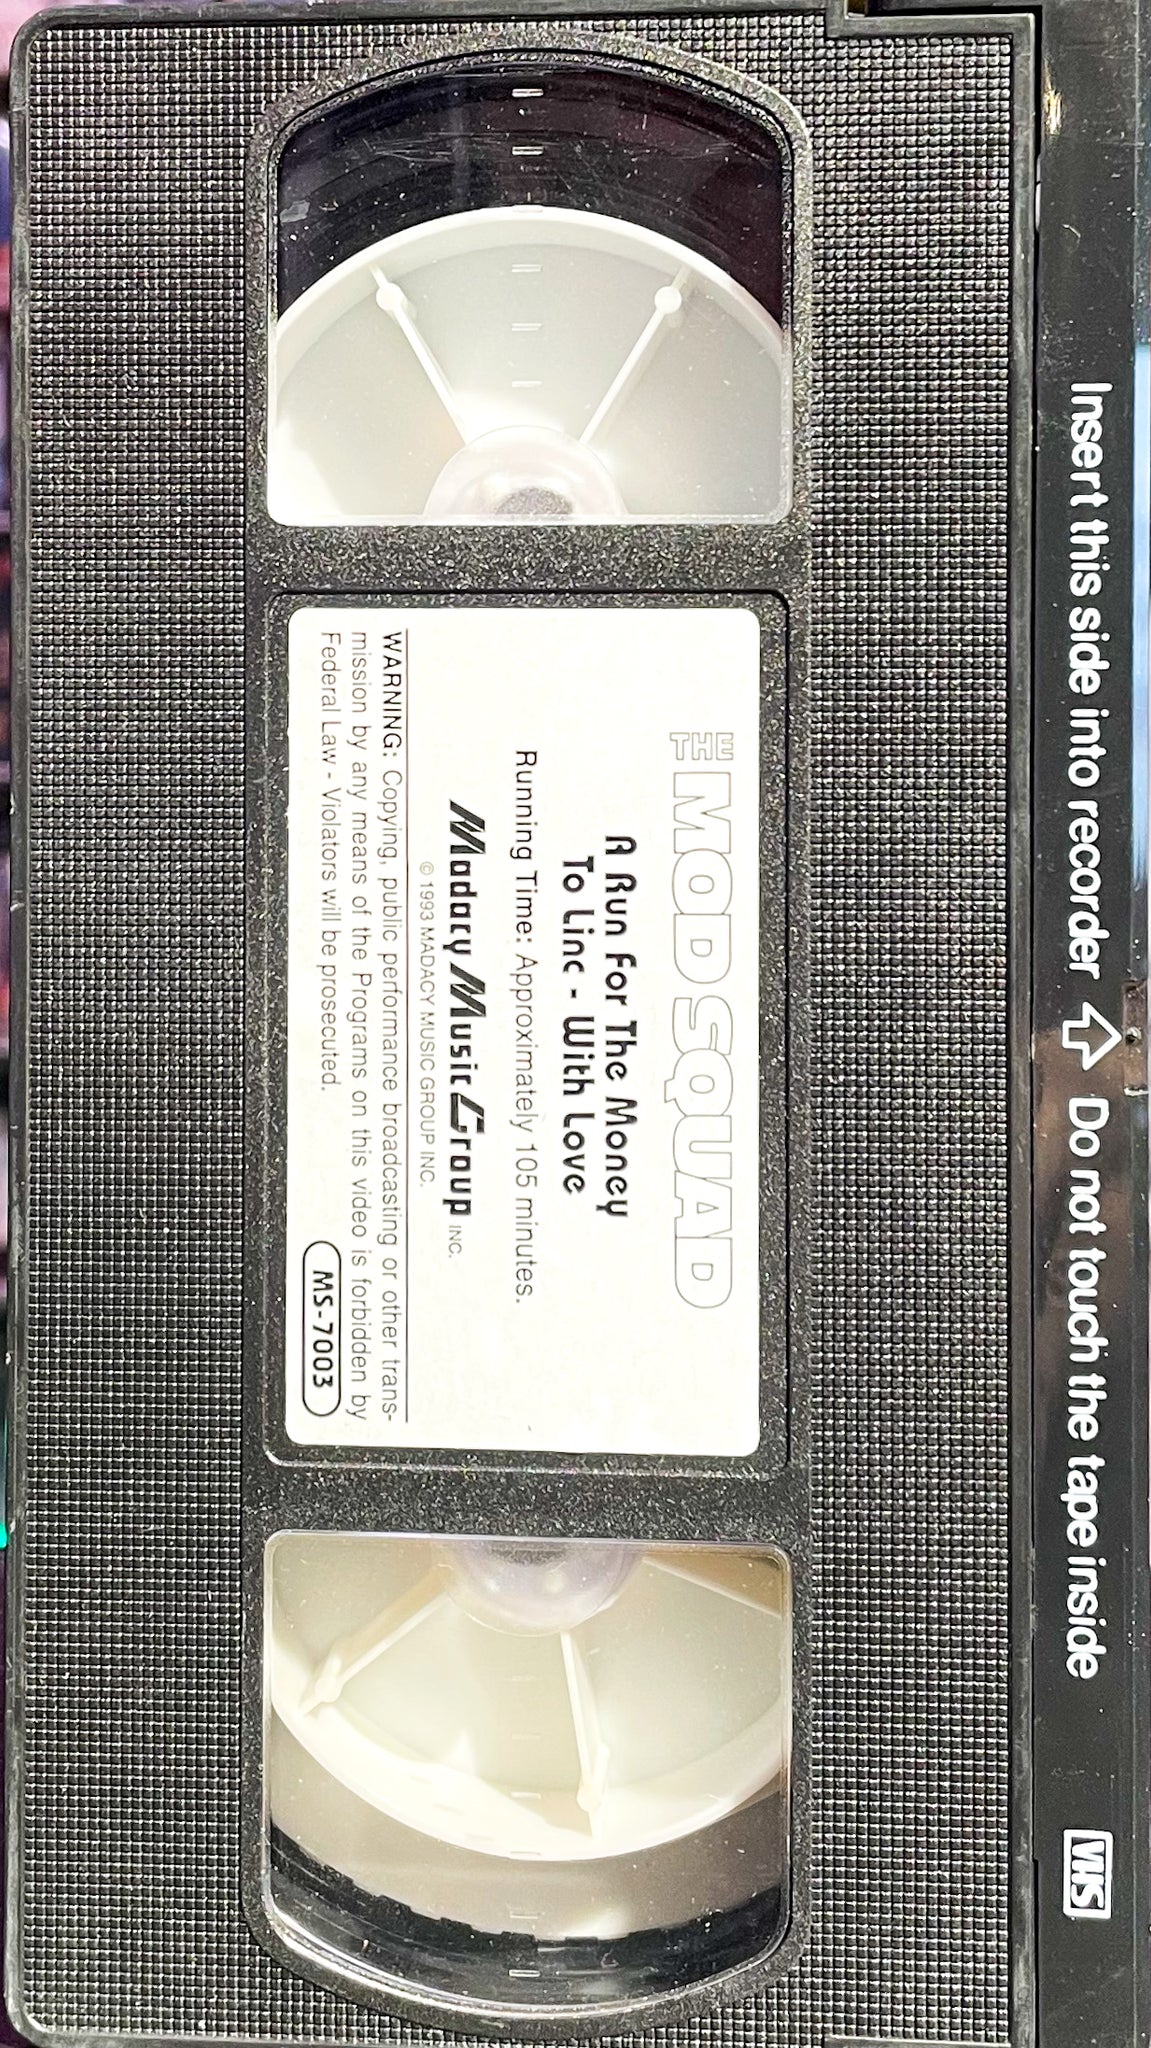 Insert this side into recorder ⇧ Do not touch the tape inside VHS
THE MOD SQUAD
A Run For The Money
To Linc - With Love
Running Time: Approximately 105 minutes.
Madacy Music Group INC.
© 1993 MADACY MUSIC GROUP INC.
WARNING: Copying, public performance broadcasting or other trans-
mission by any means of the Programs on this video is forbidden by
Federal Law - Violators will be prosecuted.
MS-7003